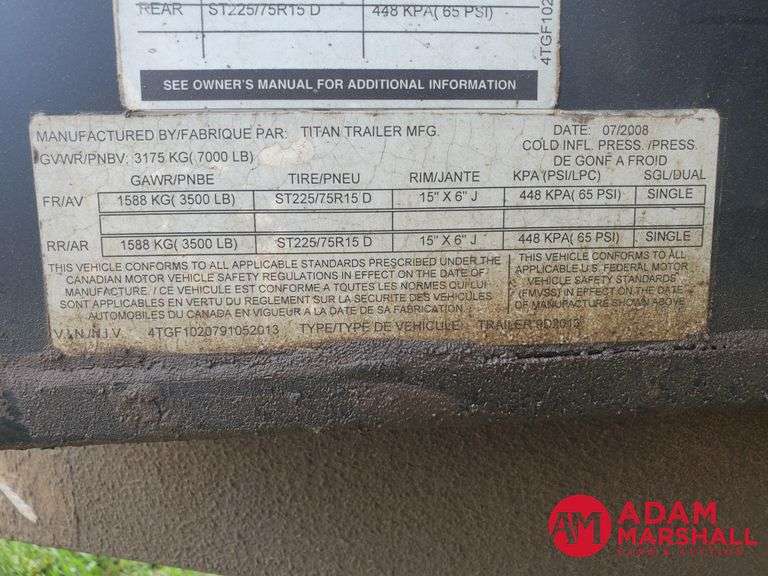 REAR ST225/75R15 D 448 KPA( 65 PSI)
4TGF102
SEE OWNER'S MANUAL FOR ADDITIONAL INFORMATION
MANUFACTURED BY/FABRIQUE PAR: TITAN TRAILER MFG. DATE: 07/2008
GVWR/PNBV: 3175 KG( 7000 LB) COLD INFL. PRESS. /PRESS.
DE GONF A FROID
GAWR/PNBE TIRE/PNEU RIM/JANTE KPA (PSI/LPC) SGL/DUAL
FR/AV 1588 KG( 3500 LB) ST225/75R15 D 15" X 6" J 448 KPA( 65 PSI) SINGLE
RR/AR 1588 KG( 3500 LB) ST225/75R15 D 15" X 6" J 448 KPA( 65 PSI) SINGLE
THIS VEHICLE CONFORMS TO ALL APPLICABLE STANDARDS PRESCRIBED UNDER THE
CANADIAN MOTOR VEHICLE SAFETY REGULATIONS IN EFFECT ON THE DATE OF
MANUFACTURE. / CE VEHICULE EST CONFORME A TOUTES LES NORMES QUI LUI
SONT APPLICABLES EN VERTU DU REGLEMENT SUR LA SECURITE DES VEHICULES
AUTOMOBILES DU CANADA EN VIGUEUR A LA DATE DE SA FABRICATION
THIS VEHICLE CONFORMS TO ALL
APPLICABLE U.S. FEDERAL MOTOR
VEHICLE SAFETY STANDARDS
(FMVSS) IN EFFECT ON THE DATE
OF MANUFACTURE SHOWN ABOVE
V.I.N./N.I.V. 4TGF1020791052013 TYPE/TYPE DE VEHICULE TRAILER
AM ADAM
MARSHALL
LAND & AUCTION